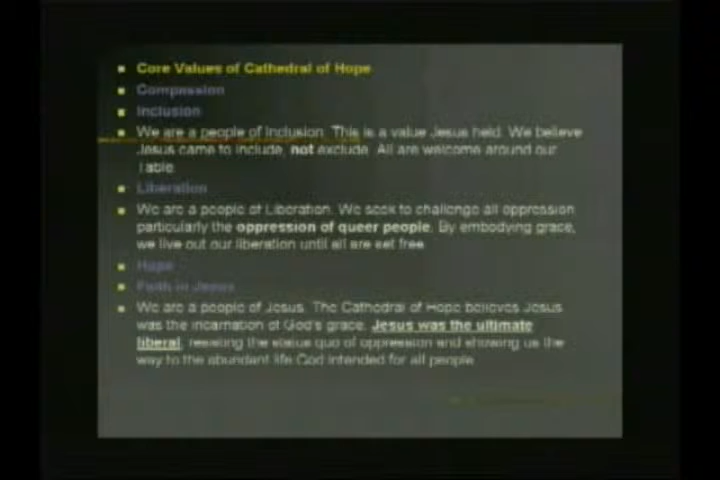 Core Values of Cathedral of Hope
Compassion
Inclusion
We are a people of Inclusion. This is a value Jesus held. We believe
Jesus came to include, not exclude. All are welcome around our
Table.
Liberation
We are a people of Liberation. We seek to challenge all oppression
particularly the oppression of queer people. By embodying grace,
we live out our liberation until all are set free.
Hope
Faith in Jesus
We are a people of Jesus. The Cathedral of Hope believes Jesus
was the incarnation of God's grace. Jesus was the ultimate
liberal, resisting the status quo of oppression and showing us the
way to the abundant life God intended for all people.